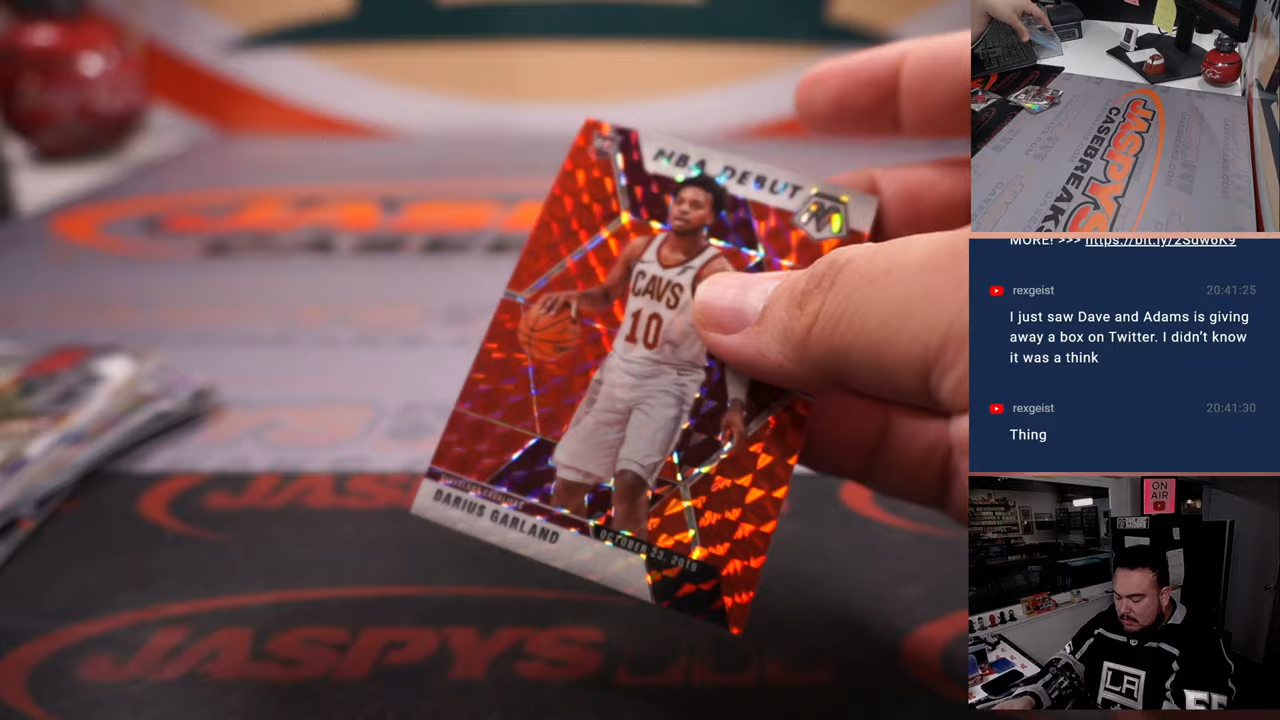 NBA DEBUT
CAVS
10
DARIUS GARLAND
OCTOBER 23, 2019
JASPYS
JASPYS
CASEBREAKS
MORE! >>> https://bit.ly/2Sdw6K9
rexgeist
20:41:25
I just saw Dave and Adams is giving
away a box on Twitter. I didn't know
it was a think
rexgeist
20:41:30
Thing
ON
AIR
LA